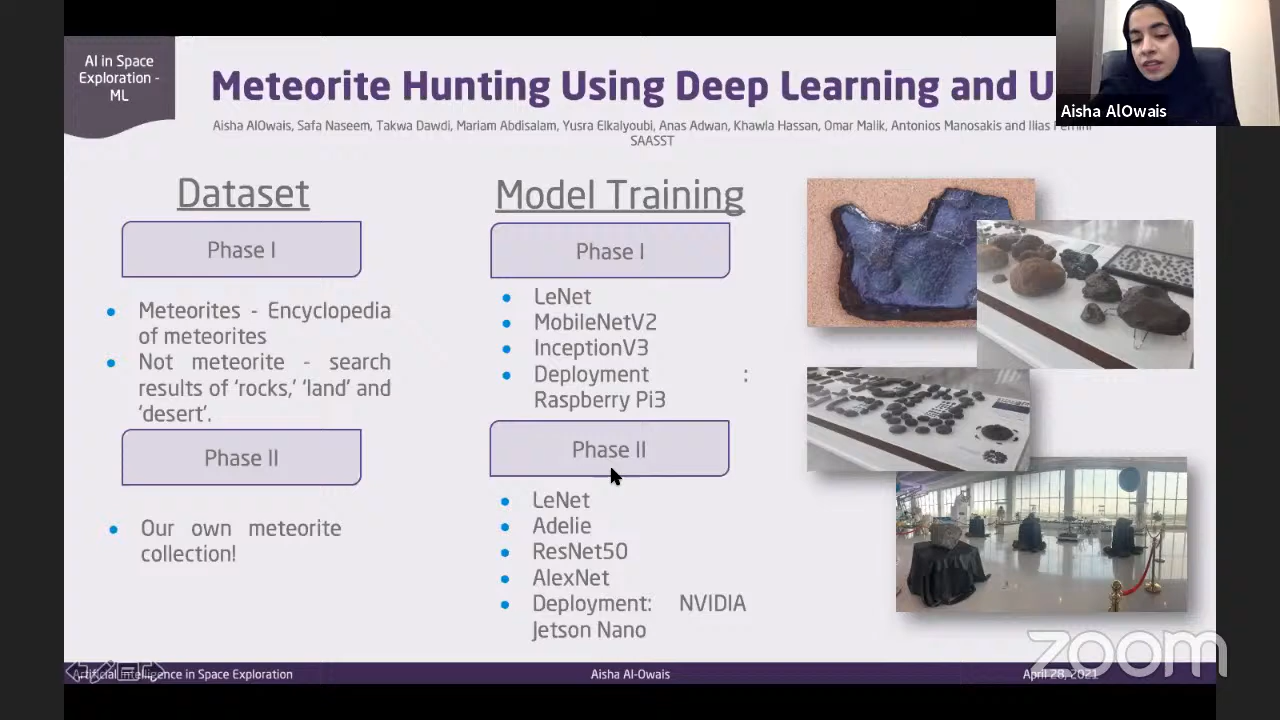 AI in Space
Exploration -
ML
Meteorite Hunting Using Deep Learning and U
Aisha AlOwais, Safa Naseem, Takwa Dawdi, Mariam Abdisalam, Yusra Elkalyoubi, Anas Adwan, Khawla Hassan, Omar Malik, Antonios Manosakis and Ilias
SAASST
Aisha AlOwais
Dataset
Phase I
Meteorites - Encyclopedia
of meteorites
Not meteorite - search
results of ‘rocks,’ ‘land’ and
‘desert’.
Phase II
Our own meteorite
collection!
Model Training
Phase I
LeNet
MobileNetV2
InceptionV3
Deployment :
Raspberry Pi3
Phase II
LeNet
Adelie
ResNet50
AlexNet
Deployment: NVIDIA
Jetson Nano
zoom
Artificial Intelligence in Space Exploration
Aisha Al-Owais
April 28, 2021